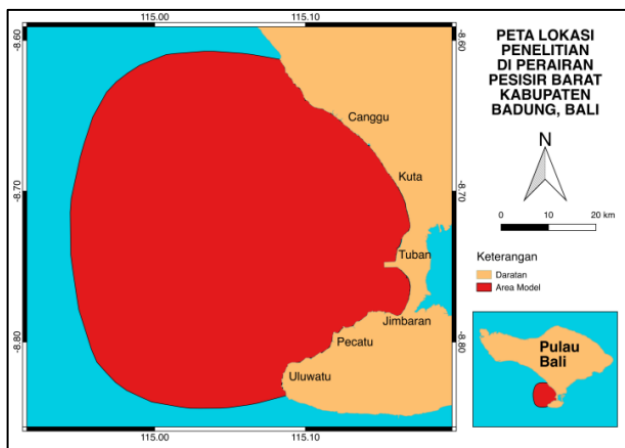 115.00 115.10
-8.60 -8.60
PETA LOKASI
PENELITIAN
DI PERAIRAN
PESISIR BARAT
KABUPATEN
BADUNG, BALI
N
0 10 20 km
Keterangan
Daratan
Area Model
Pulau
Bali
Canggu
Kuta
-8.70 -8.70
Tuban
Jimbaran
Pecatu
-8.80 -8.80
Uluwatu
115.00 115.10